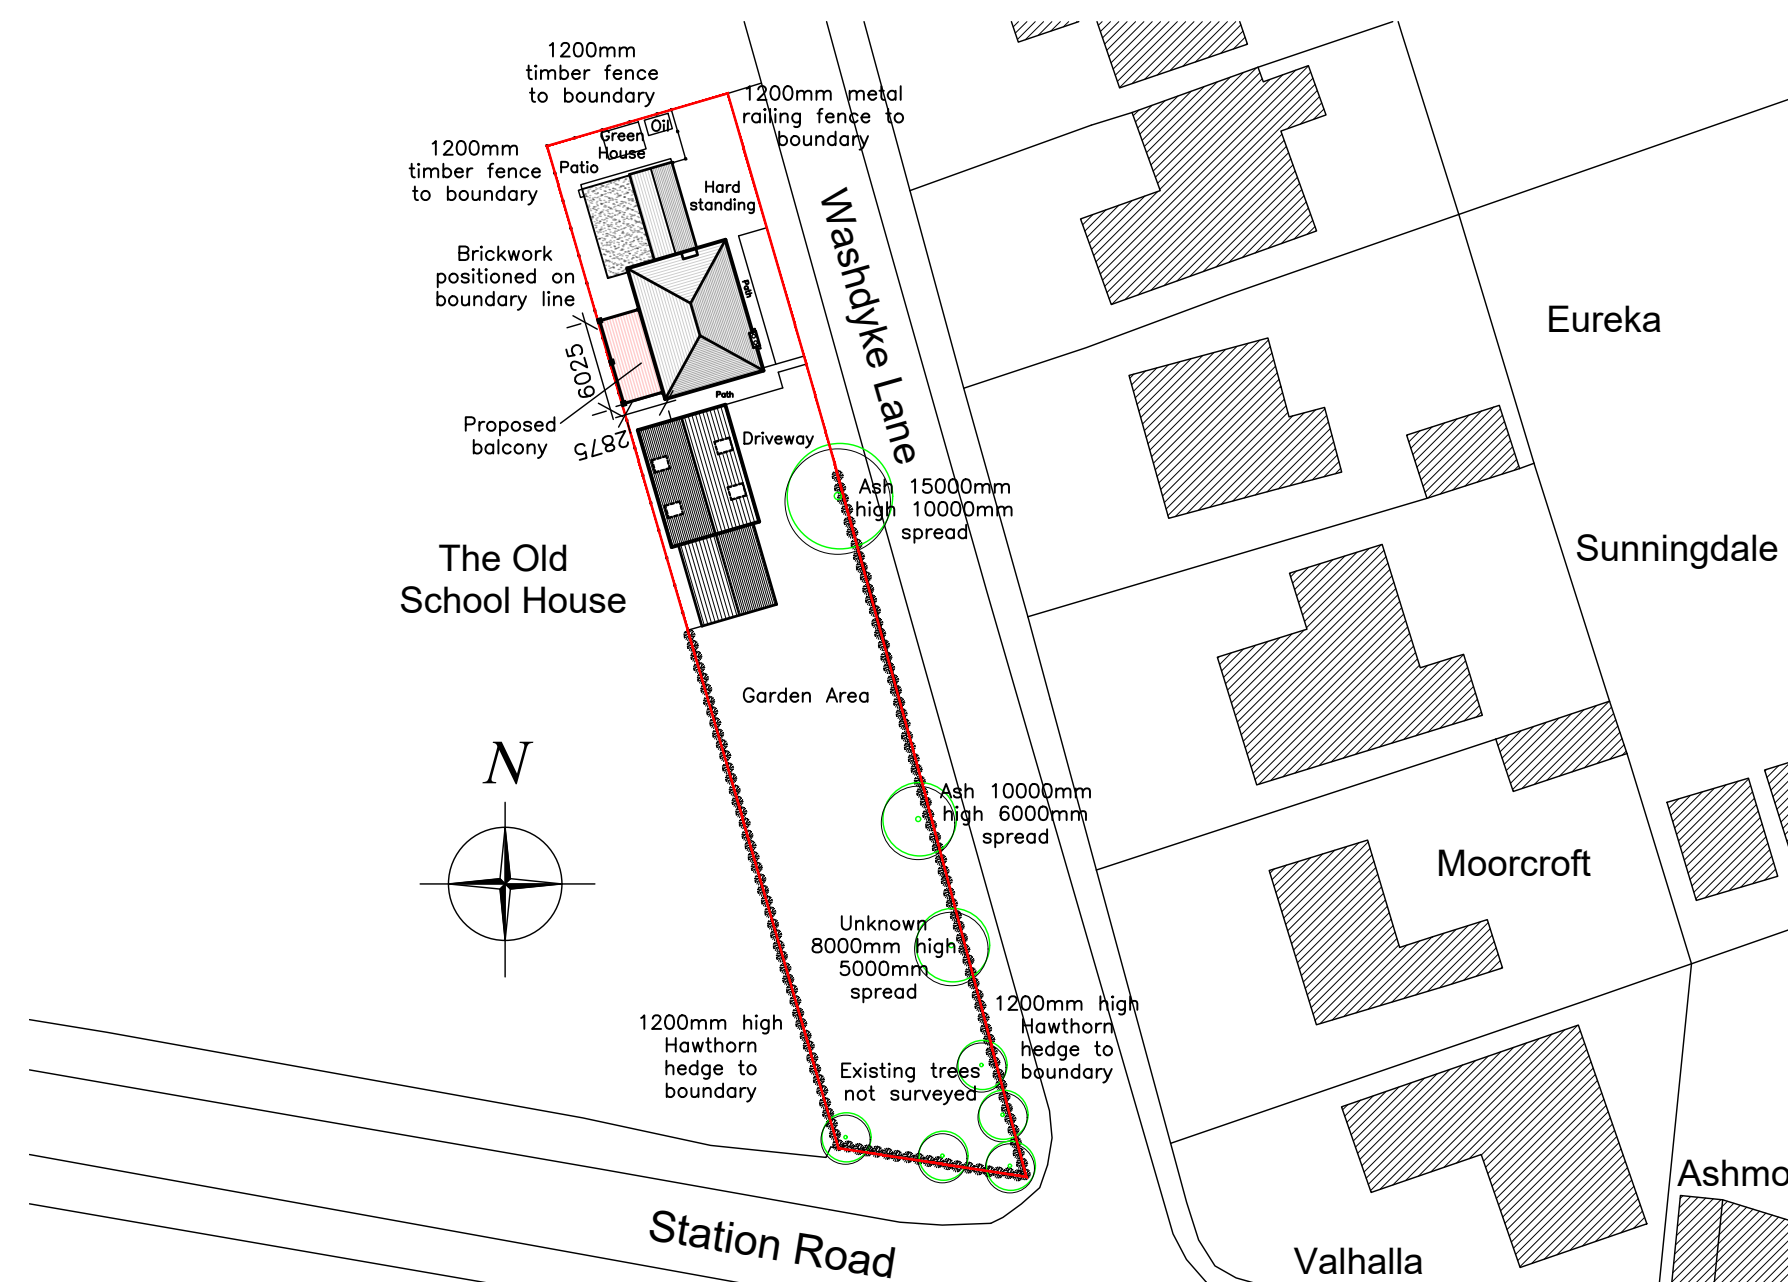 1200mm
timber fence
to boundary
1200mm metal
railing fence to
boundary
Oil
Green
House
1200mm
timber fence
to boundary
Patio
Hard
standing
Washdyke Lane
Brickwork
positioned on
boundary line
Path
6025
Proposed
balcony
2875
Path
Driveway
Ash 15000mm
high 10000mm
spread
The Old
School House
Garden Area
N
Ash 10000mm
high 6000mm
spread
Unknown
8000mm high
5000mm
spread
1200mm high
Hawthorn
hedge to
boundary
1200mm high
Hawthorn
hedge to
boundary
Existing trees
not surveyed
Station Road
Eureka
Sunningdale
Moorcroft
Ashmo
Valhalla